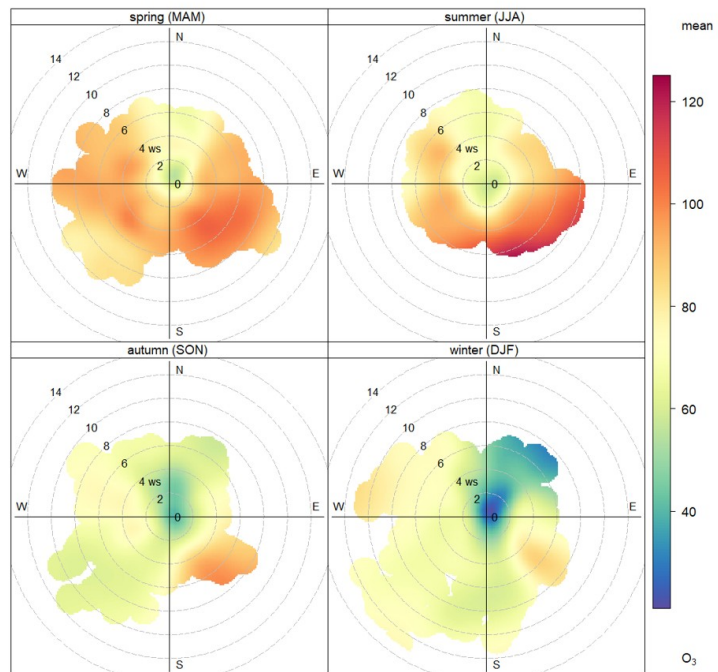 spring (MAM)
N
14
12
10
8
6
4 ws
2
0
W
E
S
summer (JJA)
N
14
12
10
8
6
4 ws
2
0
W
E
S
autumn (SON)
N
14
12
10
8
6
4 ws
2
0
W
E
S
winter (DJF)
N
14
12
10
8
6
4 ws
2
0
W
E
S
mean
120
100
80
60
40
O₃